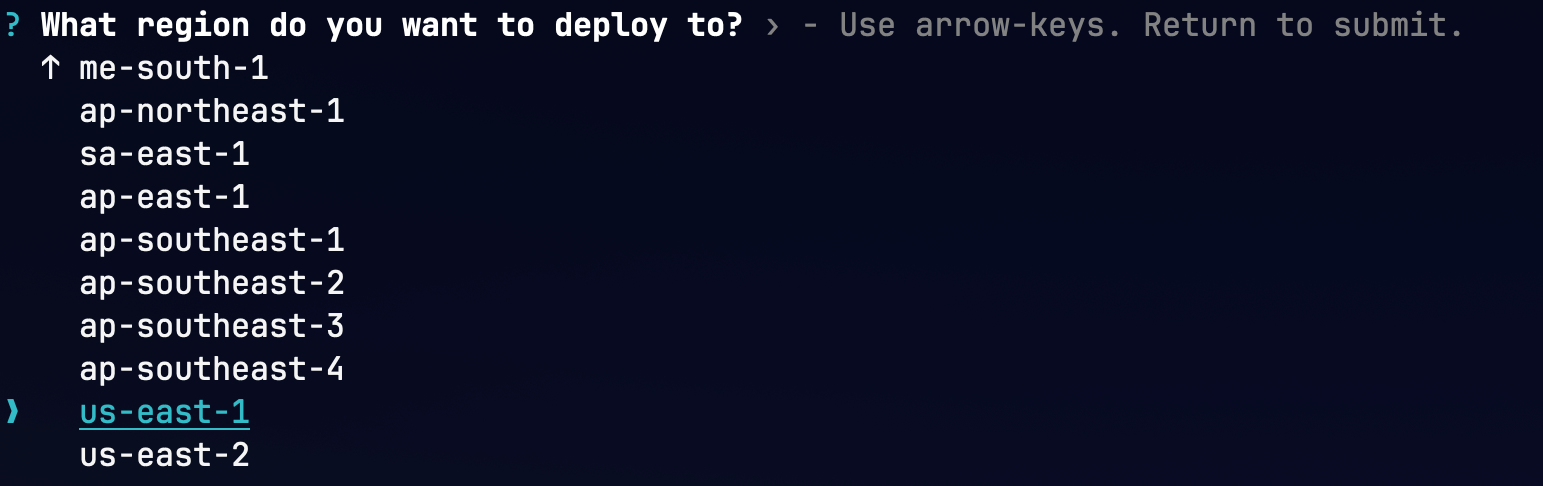 ? What region do you want to deploy to? › - Use arrow-keys. Return to submit.
↑ me-south-1
ap-northeast-1
sa-east-1
ap-east-1
ap-southeast-1
ap-southeast-2
ap-southeast-3
ap-southeast-4
❯ us-east-1
us-east-2